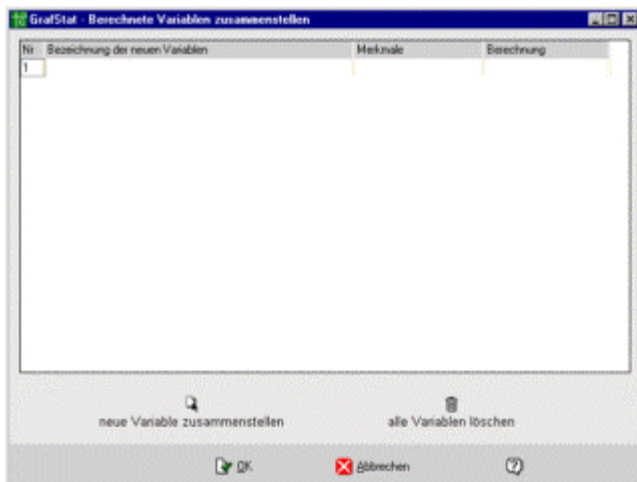 GrafStat - Berechnete Variablen zusammenstellen
Nr Bezeichnung der neuen Variablen Merkmale Berechnung
1
neue Variable zusammenstellen alle Variablen löschen
OK Abbrechen